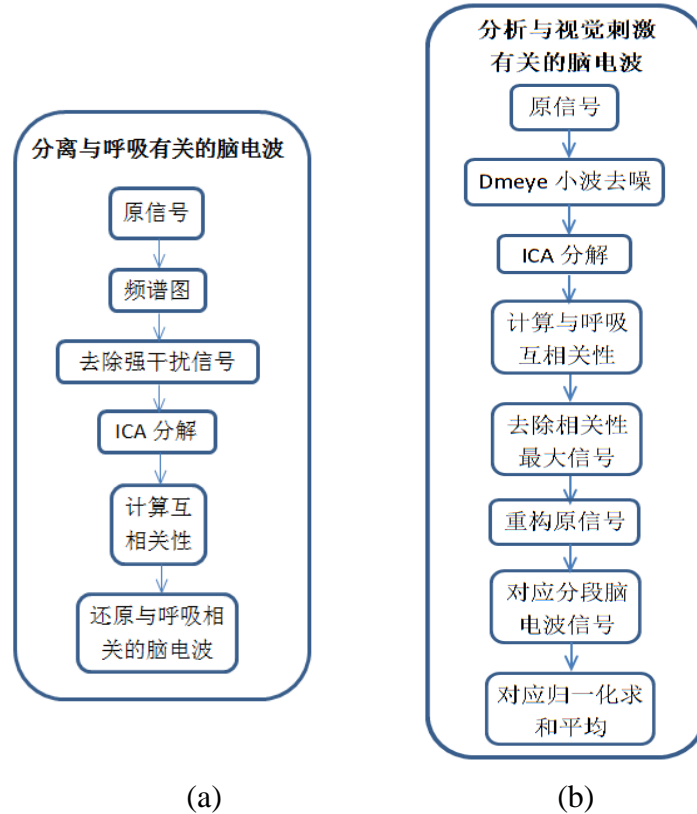 分离与呼吸有关的脑电波
原信号
频谱图
去除强干扰信号
ICA 分解
计算互
相关性
还原与呼吸相
关的脑电波
(a)
分析与视觉刺激
有关的脑电波
原信号
Dmeye 小波去噪
ICA 分解
计算与呼吸
互相关性
去除相关性
最大信号
重构原信号
对应分段脑
电波信号
对应归一化求
和平均
(b)